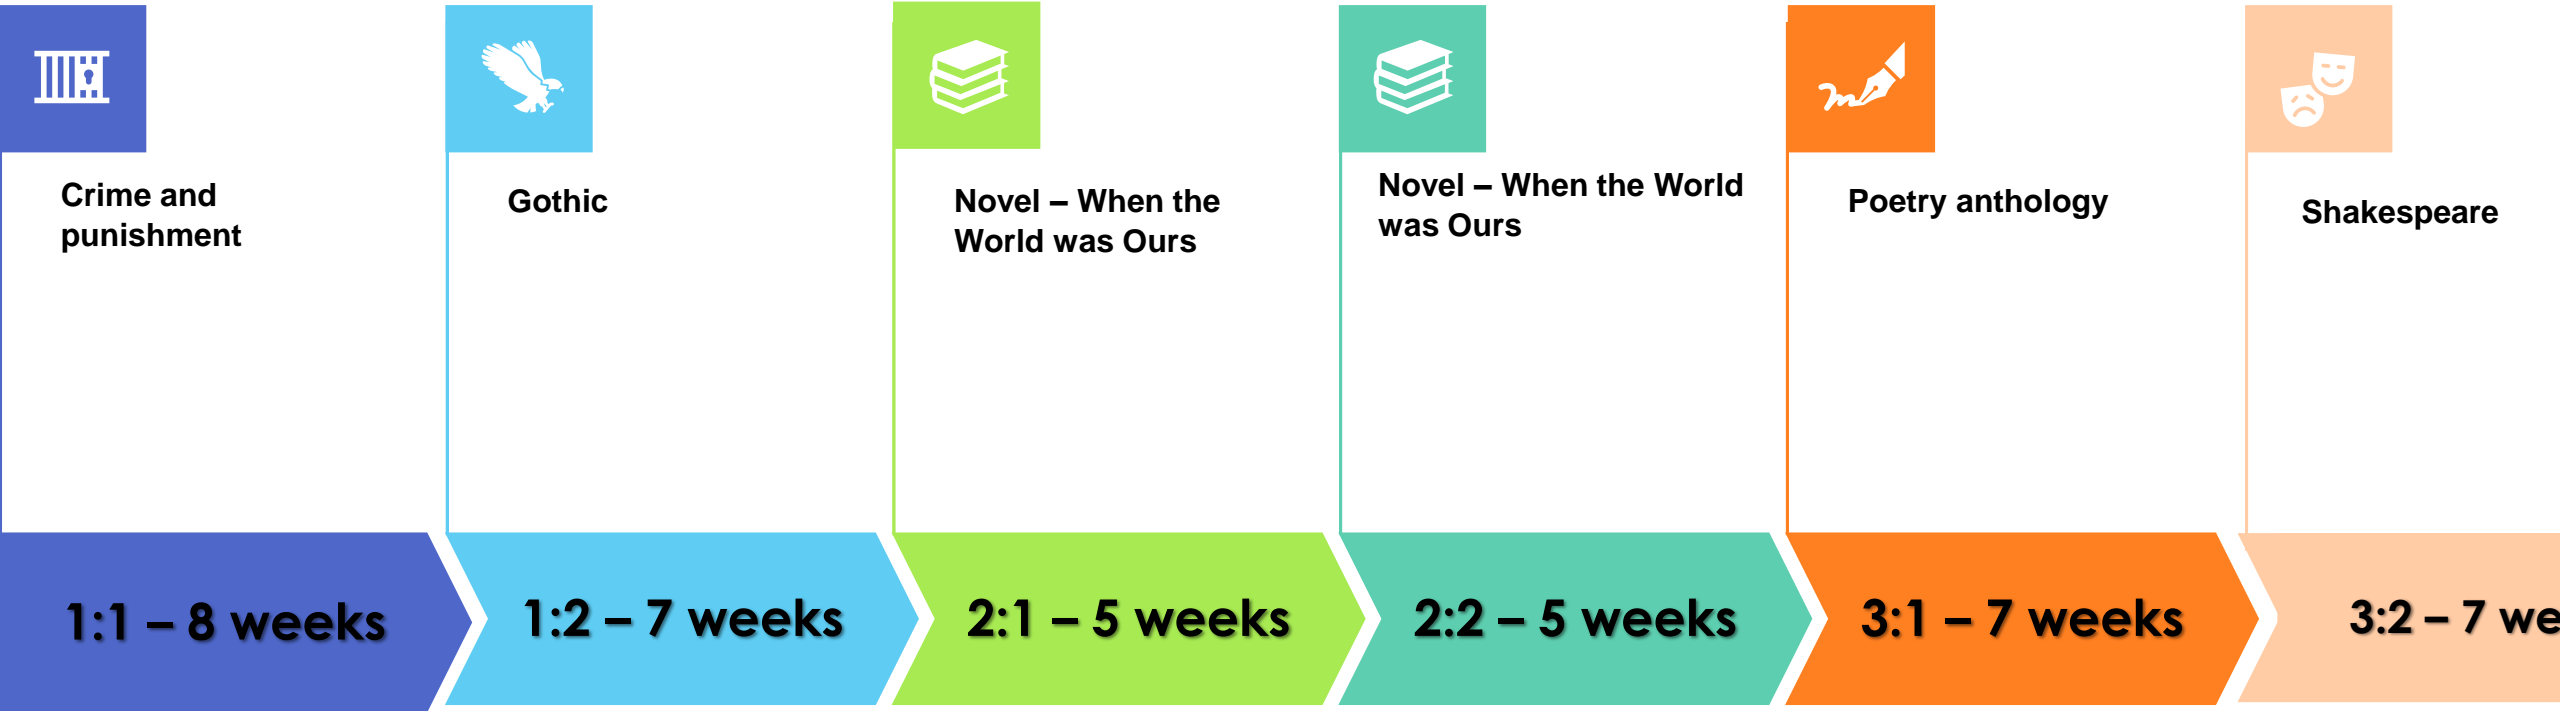 Crime and
punishment
Gothic
Novel – When the
World was Ours
Novel – When the World
was Ours
Poetry anthology
Shakespeare
1:1 – 8 weeks
1:2 – 7 weeks
2:1 – 5 weeks
2:2 – 5 weeks
3:1 – 7 weeks
3:2 – 7 we